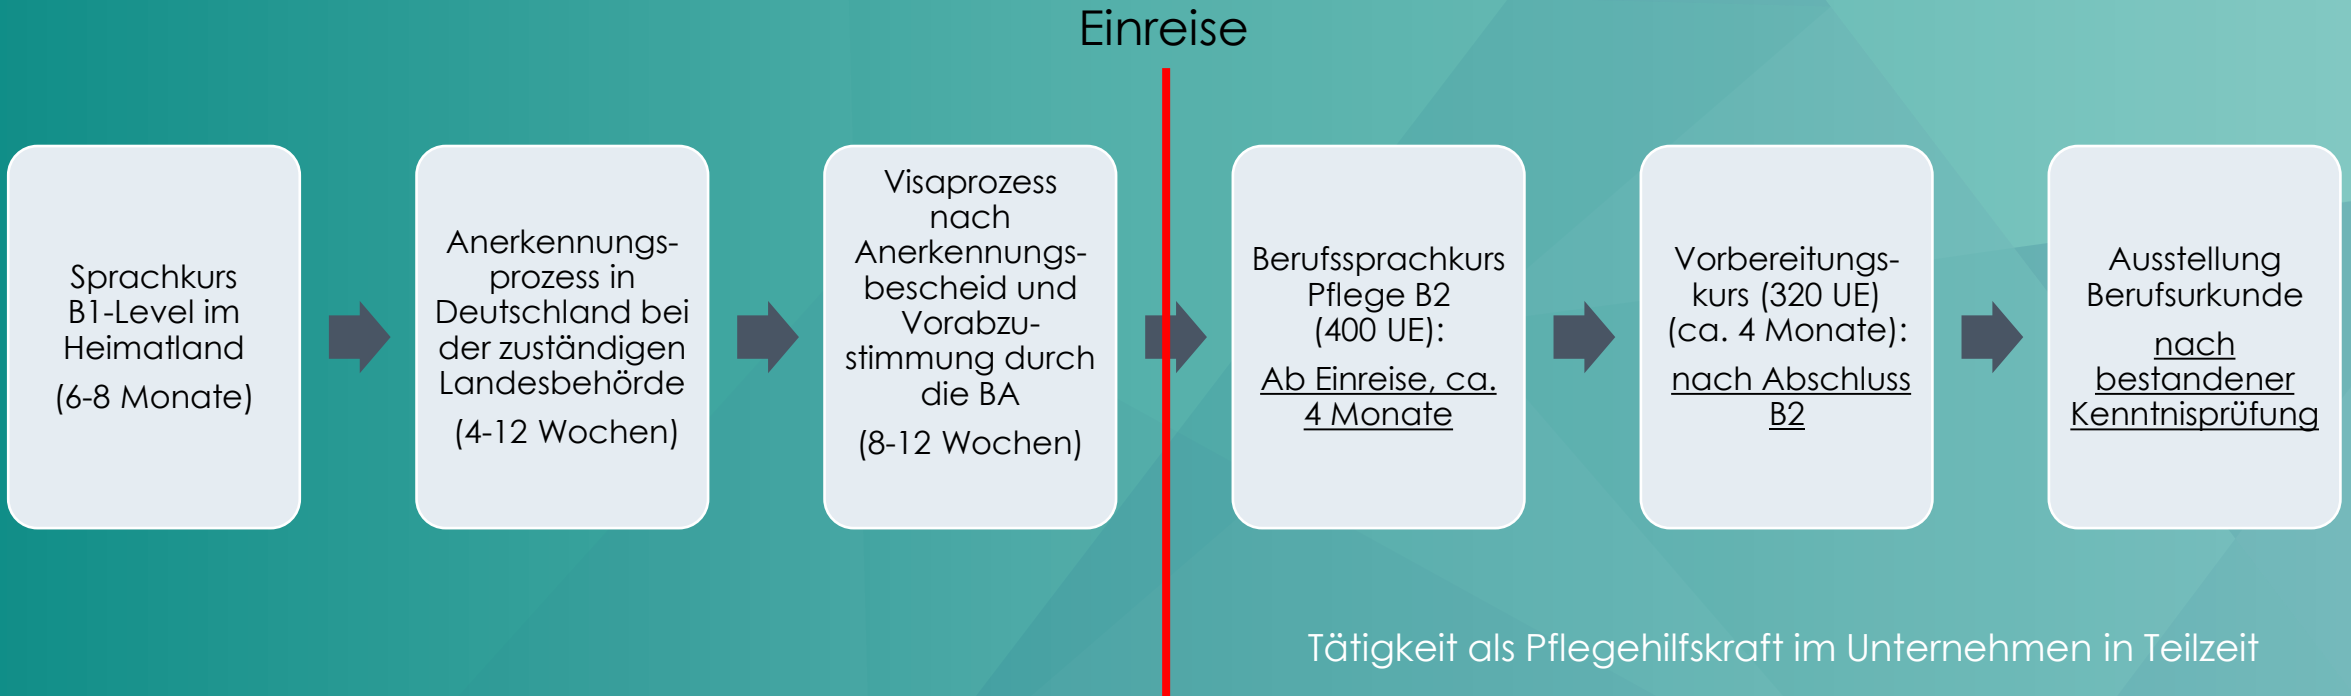 Einreise
Sprachkurs
B1-Level im
Heimatland
(6-8 Monate)
Anerkennungs-
prozess in
Deutschland bei
der zuständigen
Landesbehörde
(4-12 Wochen)
Visaprozess
nach
Anerkennungs-
bescheid und
Vorabzu-
stimmung durch
die BA
(8-12 Wochen)
Berufssprachkurs
Pflege B2
(400 UE):
Ab Einreise, ca.
4 Monate
Vorbereitungs-
kurs (320 UE)
(ca. 4 Monate):
nach Abschluss
B2
Ausstellung
Berufsurkunde
nach
bestandener
Kenntnisprüfung
Tätigkeit als Pflegehilfskraft im Unternehmen in Teilzeit